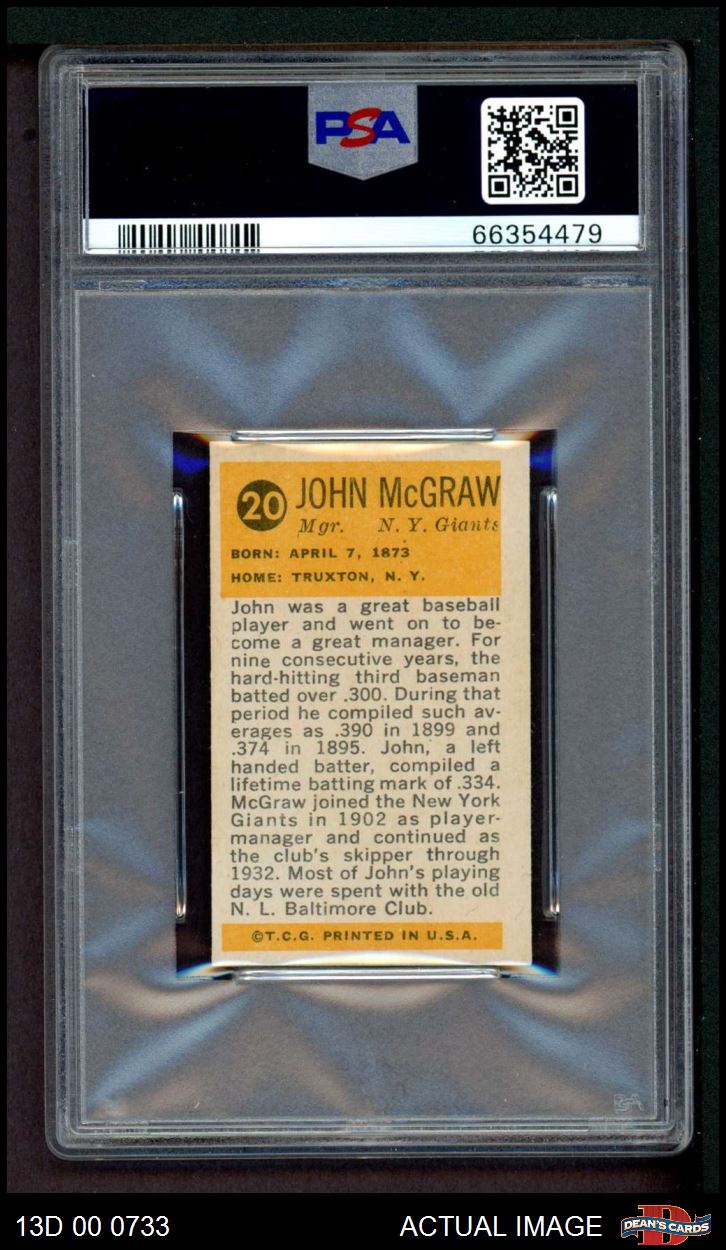 PSA
66354479
20 JOHN McGRAW
Mgr. N. Y. Giants
BORN: APRIL 7, 1873
HOME: TRUXTON, N. Y.
John was a great baseball
player and went on to be-
come a great manager. For
nine consecutive years, the
hard-hitting third baseman
batted over .300. During that
period he compiled such av-
erages as .390 in 1899 and
.374 in 1895. John, a left
handed batter, compiled a
lifetime batting mark of .334.
McGraw joined the New York
Giants in 1902 as player-
manager and continued as
the club's skipper through
1932. Most of John's playing
days were spent with the old
N. L. Baltimore Club.
©T.C.G. PRINTED IN U.S.A.
PSA
13D 00 0733
ACTUAL IMAGE
DEAN'S CARDS